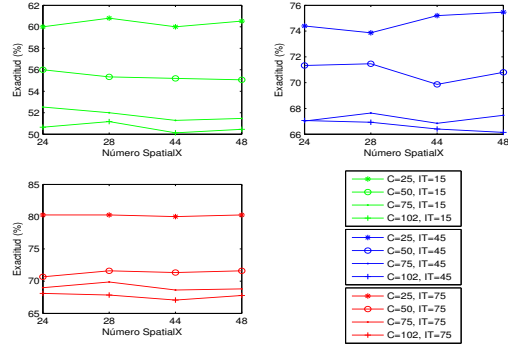 62
60
58
56
54
52
50
Exactitud (%)
24 28 44 48
Número SpatialX
76
74
72
70
68
66
Exactitud (%)
24 28 44 48
Número SpatialX
85
80
75
70
65
Exactitud (%)
24 28 44 48
Número SpatialX
C=25, IT=15
C=50, IT=15
C=75, IT=15
C=102, IT=15
C=25, IT=45
C=50, IT=45
C=75, IT=45
C=102, IT=45
C=25, IT=75
C=50, IT=75
C=75, IT=75
C=102, IT=75